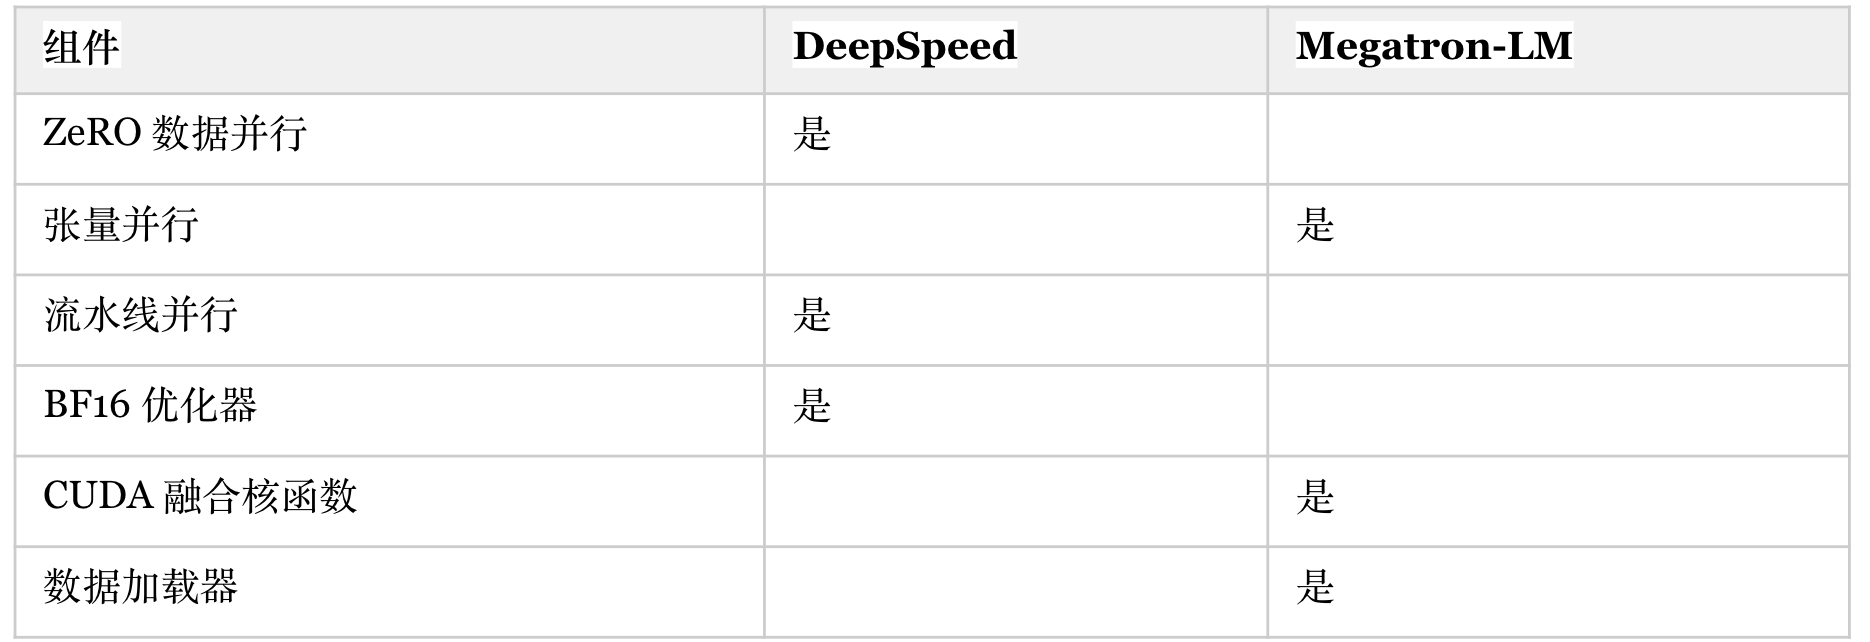 组件 DeepSpeed Megatron-LM
ZeRO 数据并行 是
张量并行 是
流水线并行 是
BF16 优化器 是
CUDA 融合核函数 是
数据加载器 是